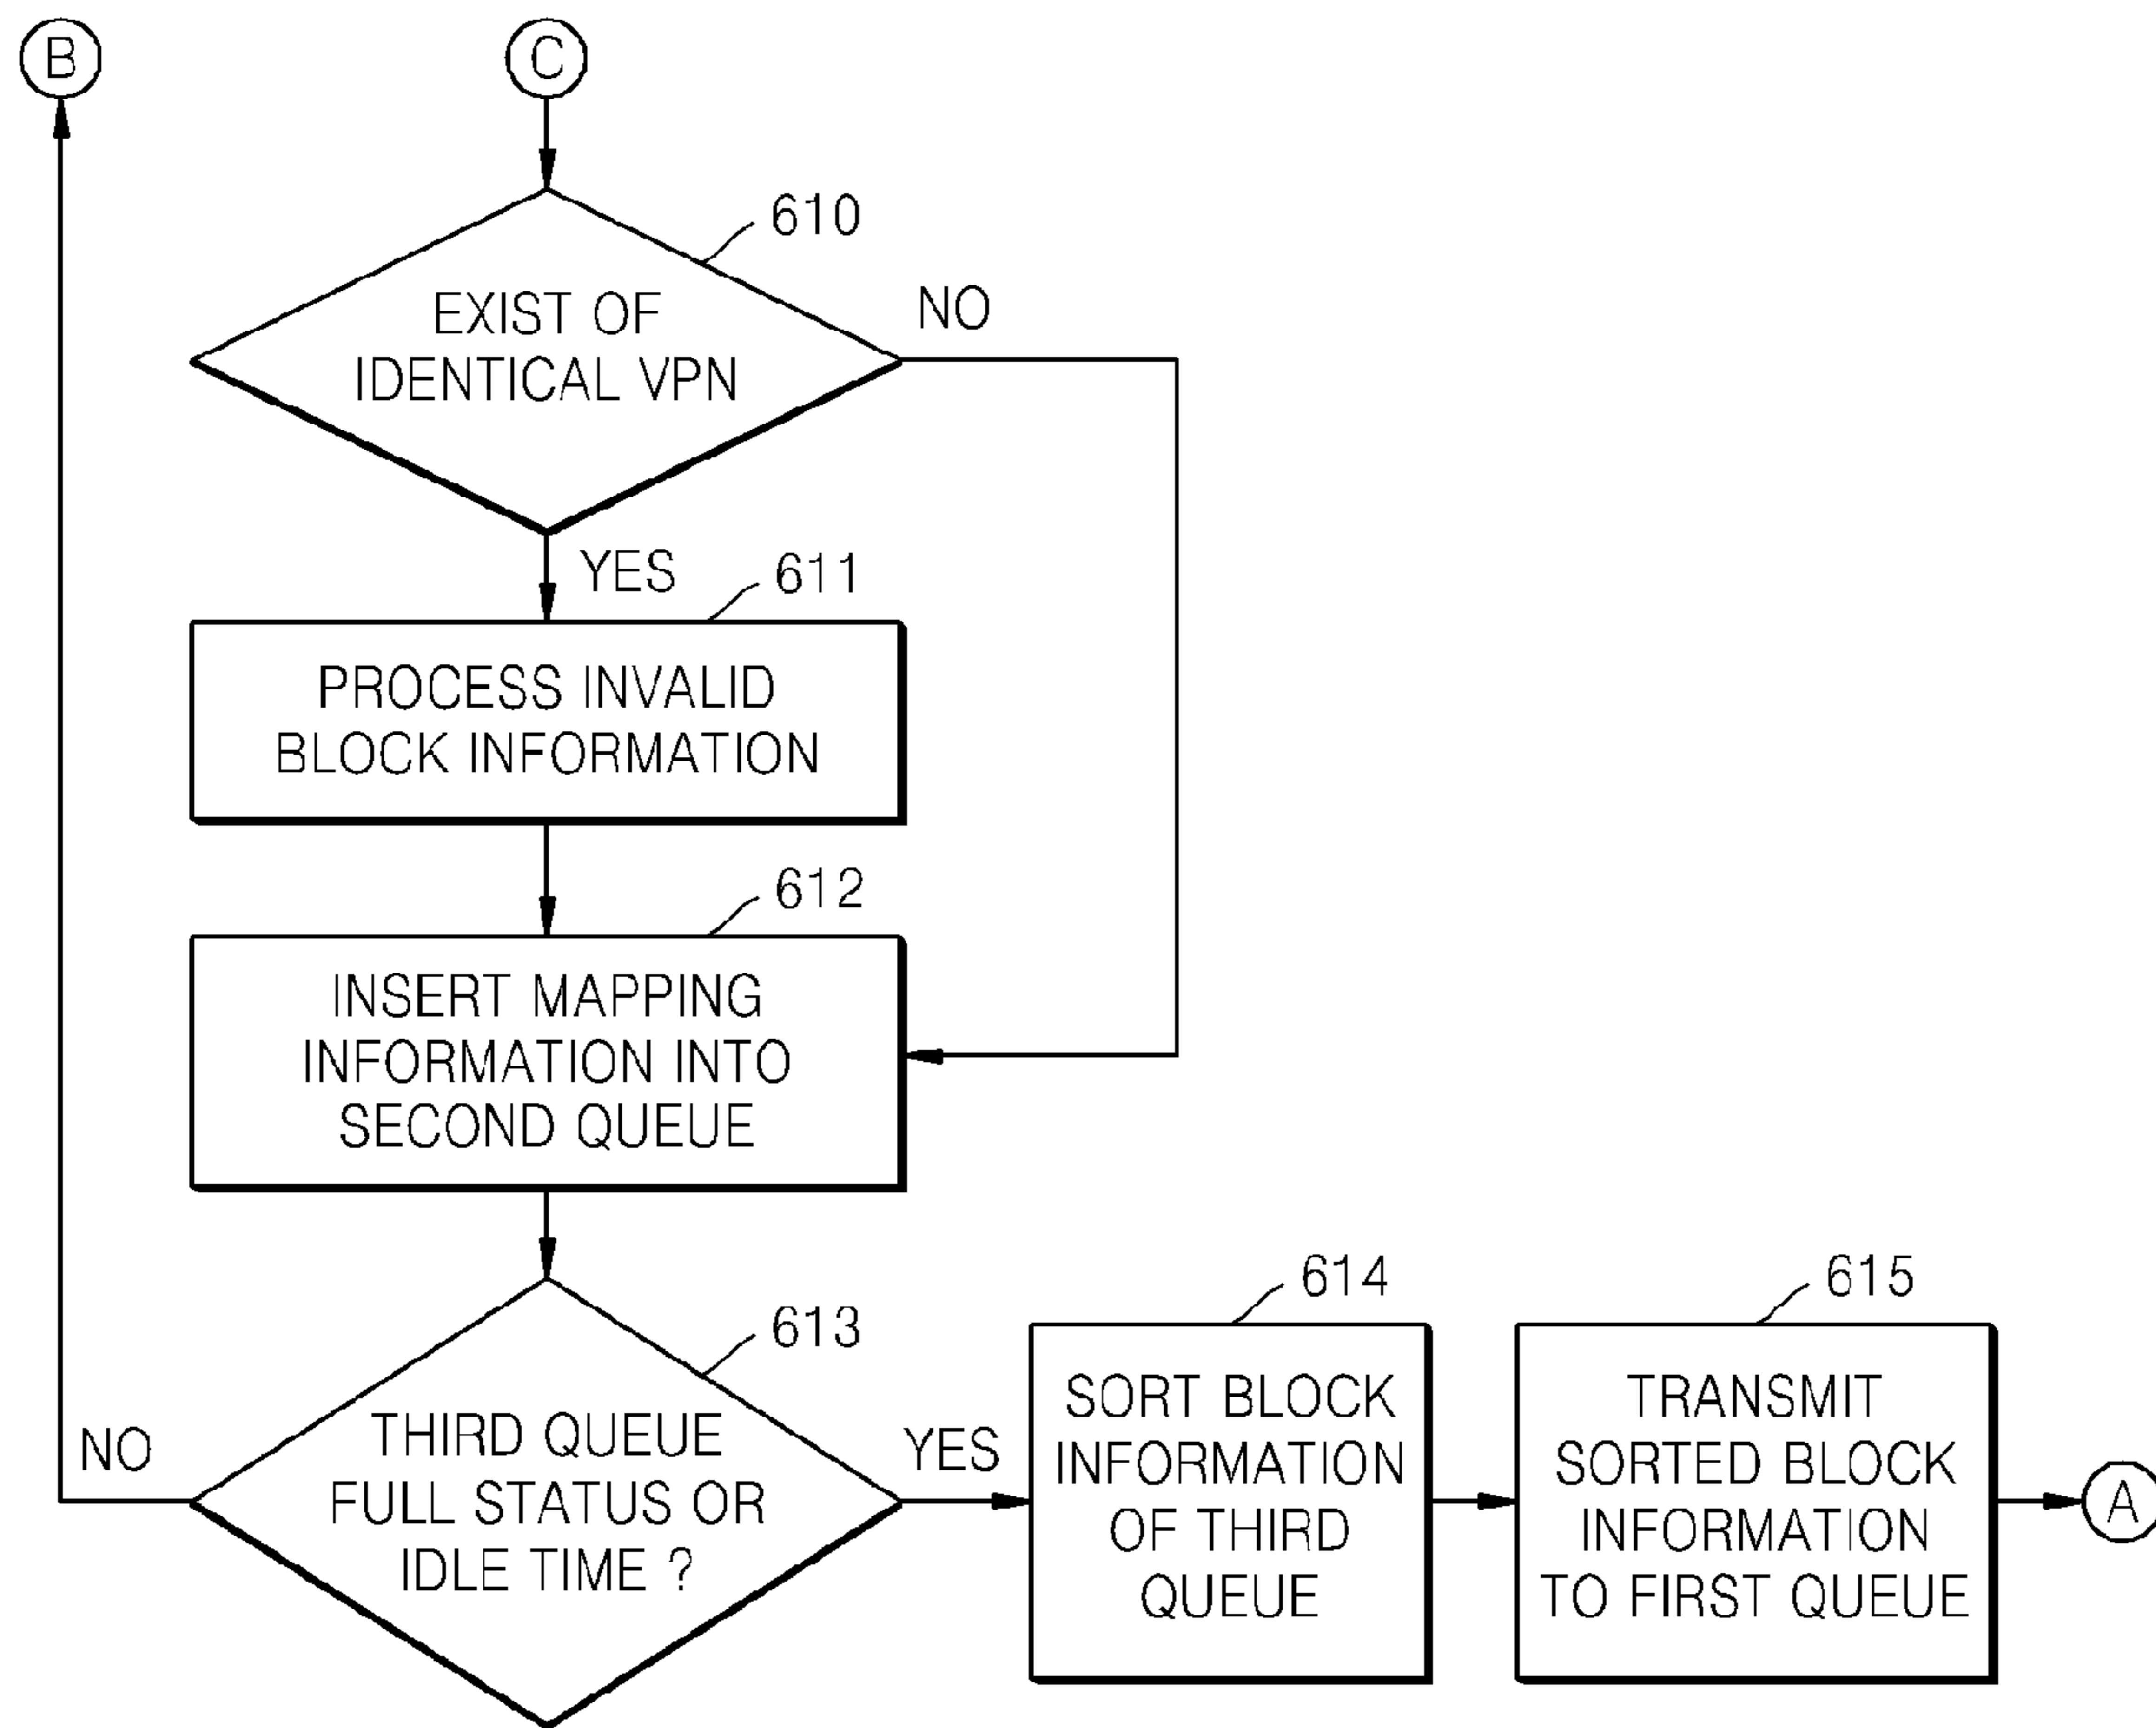 B
C
610
EXIST OF
IDENTICAL VPN
NO
YES
611
PROCESS INVALID
BLOCK INFORMATION
612
INSERT MAPPING
INFORMATION INTO
SECOND QUEUE
613
THIRD QUEUE
FULL STATUS OR
IDLE TIME ?
NO
YES
614
SORT BLOCK
INFORMATION
OF THIRD
QUEUE
615
TRANSMIT
SORTED BLOCK
INFORMATION
TO FIRST QUEUE
A